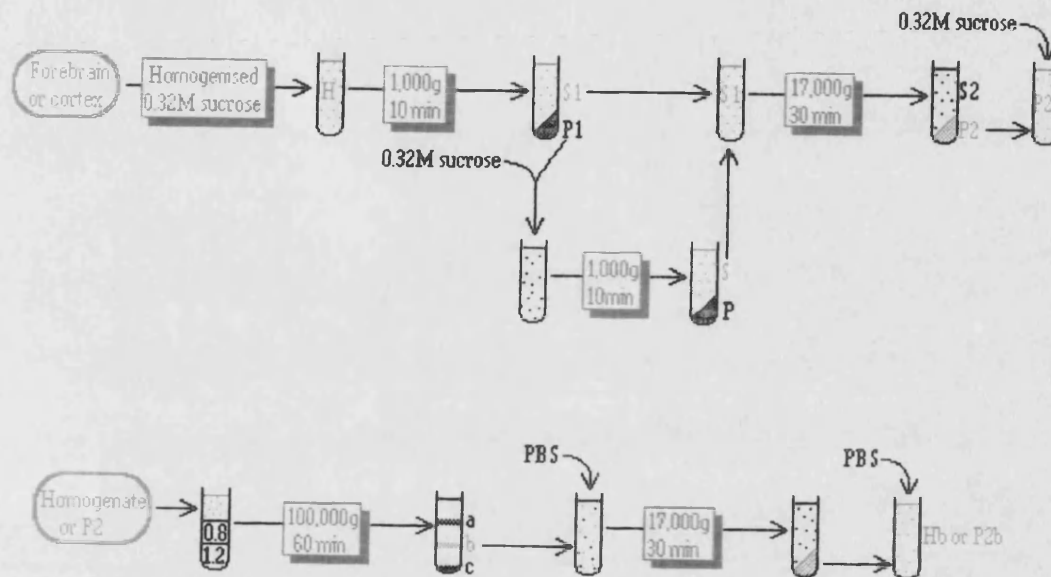 0.32M sucrose
Forebrain
or cortex
Homogenised
0.32M sucrose
H
1,000g
10 min
S1
P1
S1
17,000g
30 min
S2
P2
P2
0.32M sucrose
1,000g
10min
S
P
PBS
PBS
Homogenate
or P2
0.8
1.2
100,000g
60 min
a
b
c
17,000g
30 min
Hb or P2b